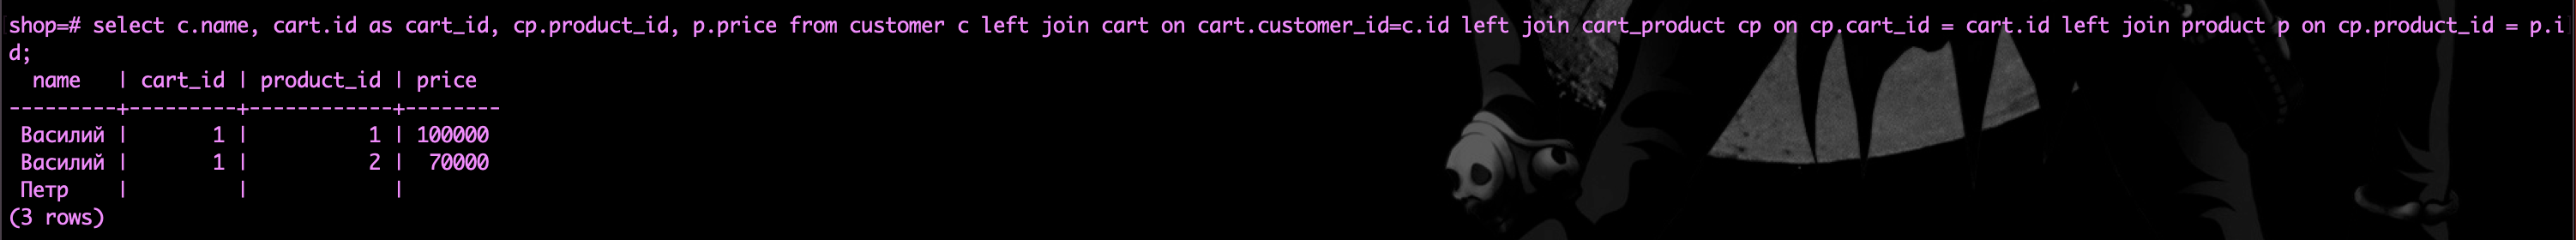 shop=# select c.name, cart.id as cart_id, cp.product_id, p.price from customer c left join cart on cart.customer_id=c.id left join cart_product cp on cp.cart_id = cart.id left join product p on cp.product_id = p.i
d;
  name   | cart_id | product_id | price
---------+---------+------------+--------
 Василий |       1 |          1 | 100000
 Василий |       1 |          2 |  70000
 Петр    |         |            |
(3 rows)